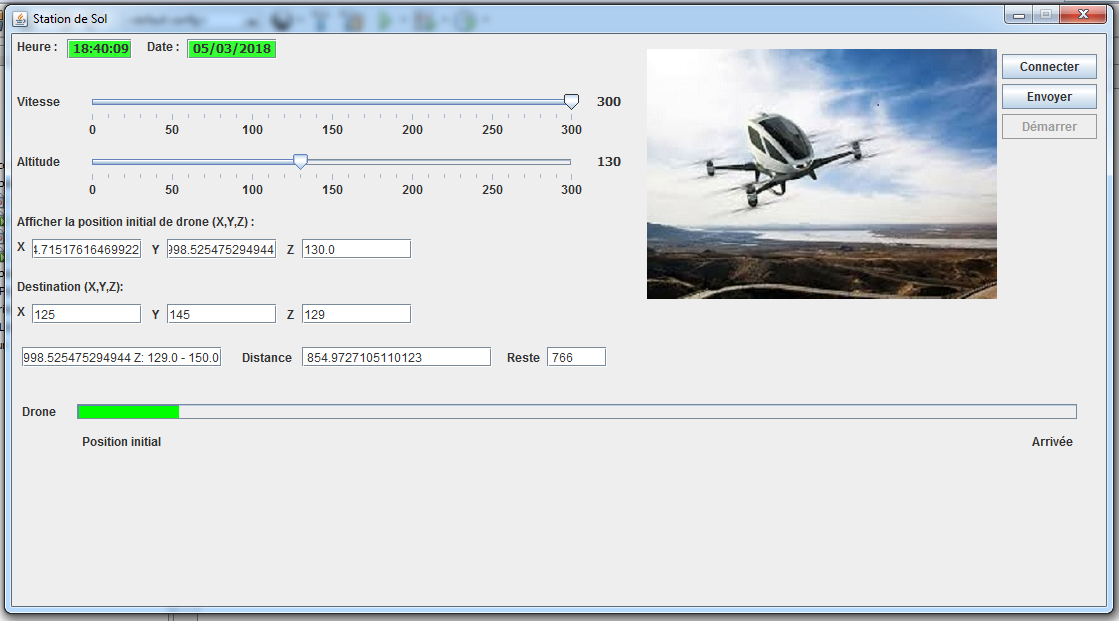 Station de Sol
Heure : 18:40:09 Date : 05/03/2018
Connecter
Envoyer
Démarrer
Vitesse 300
0 50 100 150 200 250 300
Altitude 130
0 50 100 150 200 250 300
Afficher la position initial de drone (X,Y,Z) :
X 4.71517616469922 Y 998.525475294944 Z 130.0
Destination (X,Y,Z):
X 125 Y 145 Z 129
998.525475294944 Z: 129.0 - 150.0 Distance 854.9727105110123 Reste 766
Drone
Position initial Arrivée